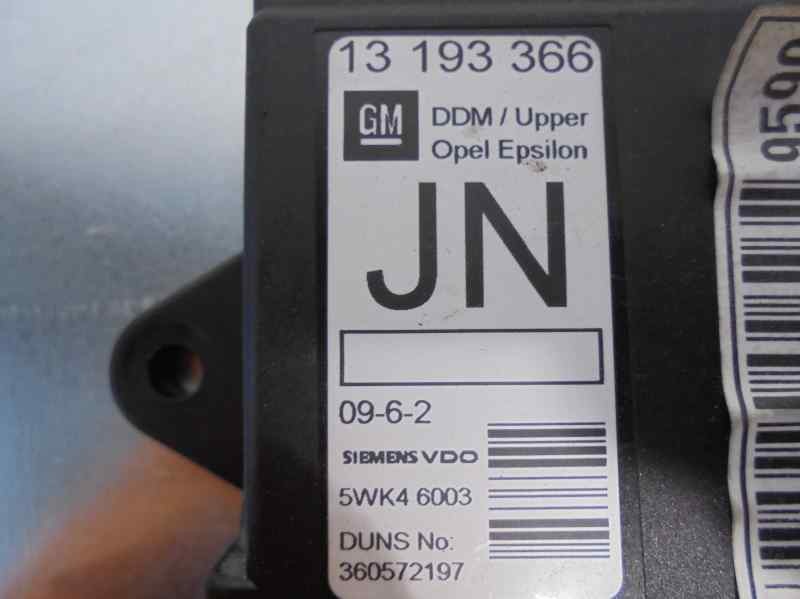 13 193 366
GM
DDM / Upper
Opel Epsilon
JN
09-6-2
SIEMENS VDO
5WK4 6003
DUNS No:
360572197